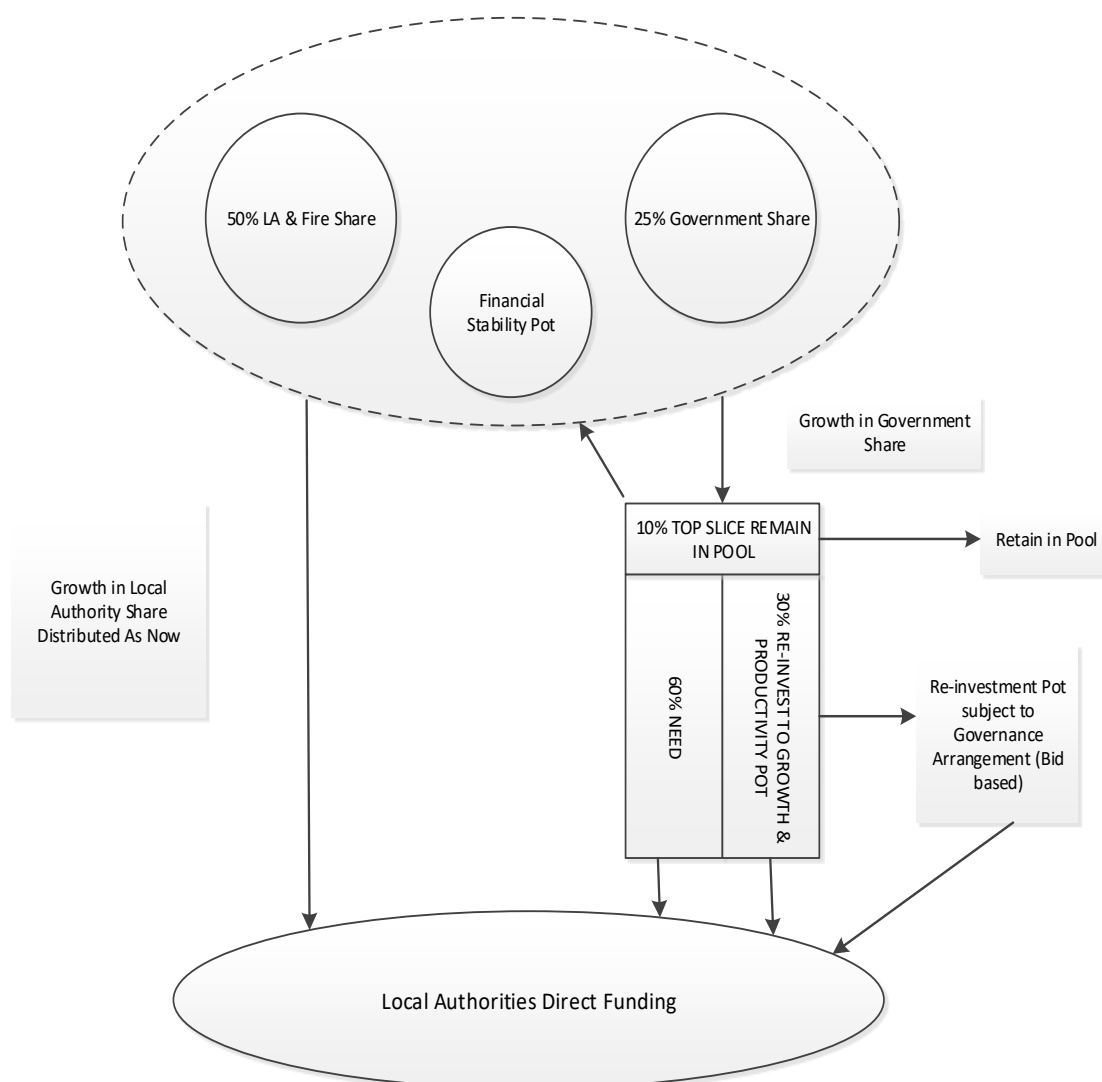 50% LA & Fire Share
25% Government Share
Financial
Stability Pot
Growth in Government
Share
10% TOP SLICE REMAIN
IN POOL
Retain in Pool
Growth in Local
Authority Share
Distributed As Now
60% NEED
30% RE-INVEST TO GROWTH &
PRODUCTIVITY POT
Re-investment Pot
subject to
Governance
Arrangement (Bid
based)
Local Authorities Direct Funding